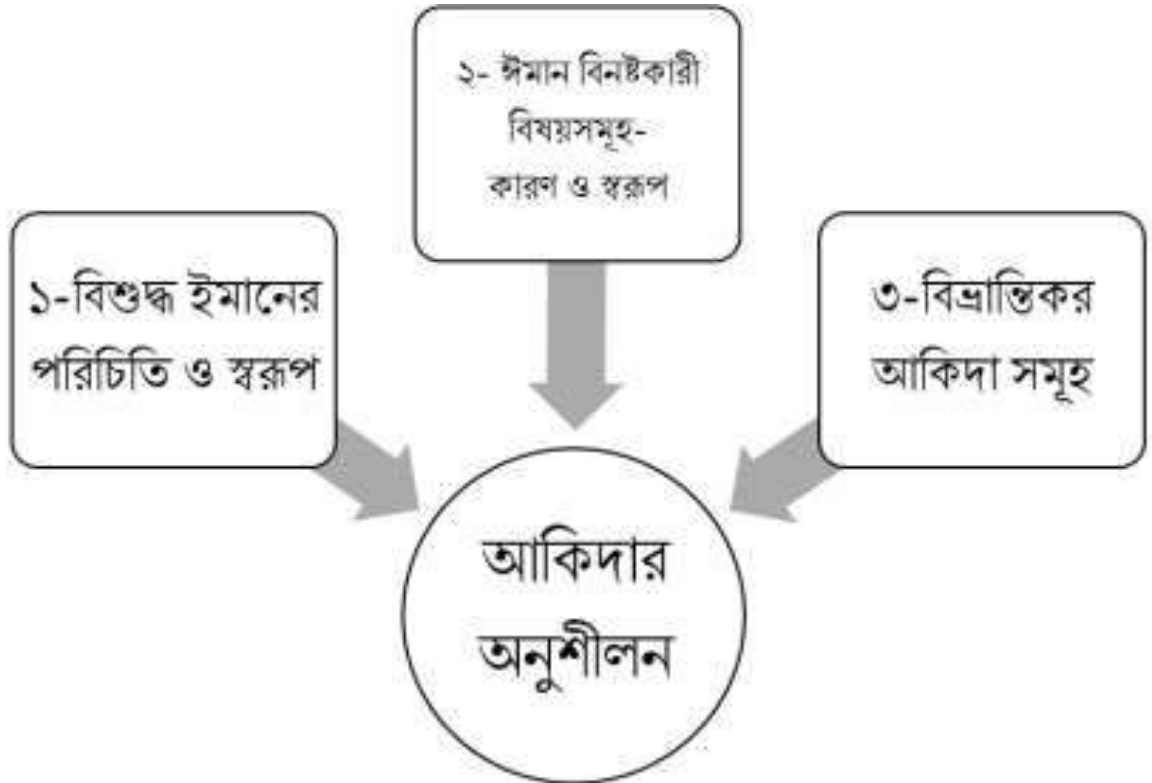 ১-বিশুদ্ধ ইমানের
পরিচিতি ও স্বরূপ
২- ঈমান বিনষ্টকারী
বিষয়সমূহ-
কারণ ও স্বরূপ
৩-বিভ্রান্তিকর
আকিদা সমূহ
আকিদার
অনুশীলন